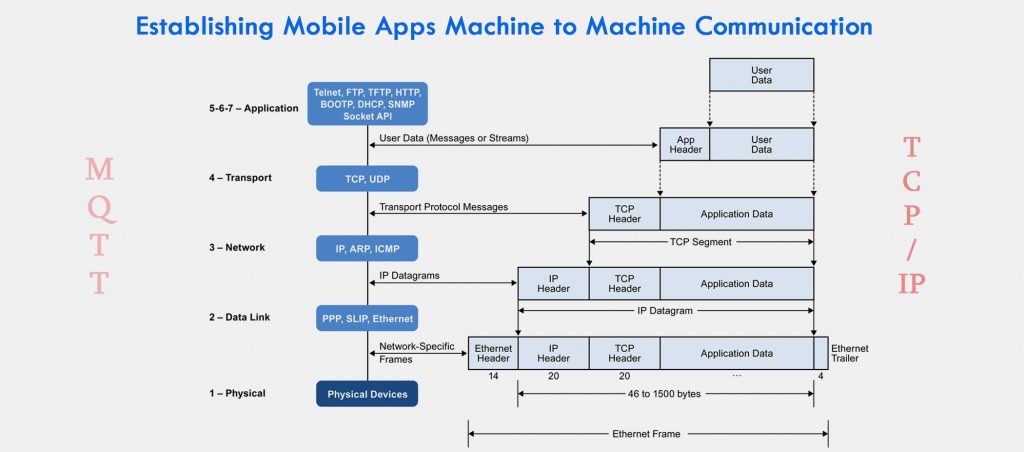 Establishing Mobile Apps Machine to Machine Communication
User
Data
5-6-7 – Application
Telnet, FTP, TFTP, HTTP,
BOOTP, DHCP, SNMP
Socket API
User Data (Messages or Streams)
App
Header
User
Data
M
Q
T
T
T
C
P
/
IP
4 – Transport
TCP, UDP
Transport Protocol Messages
TCP
Header
Application Data
TCP Segment
3 – Network
IP, ARP, ICMP
IP Datagrams
IP
Header
TCP
Header
Application Data
IP Datagram
2 – Data Link
PPP, SLIP, Ethernet
Network-Specific
Frames
Ethernet
Header
IP
Header
TCP
Header
Application Data
Ethernet
Trailer
14
20
20
...
4
1 – Physical
Physical Devices
46 to 1500 bytes
Ethernet Frame